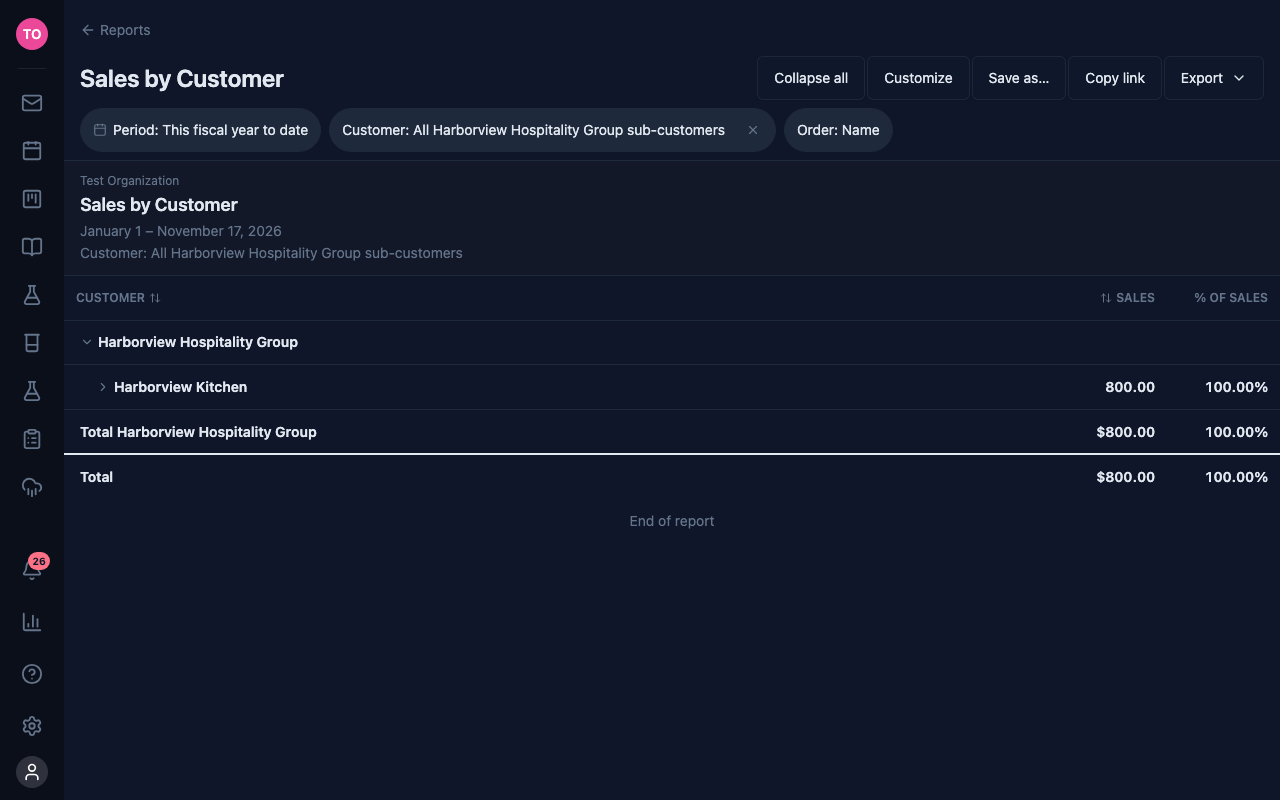 TO
Reports
Sales by Customer
Collapse all
Customize
Save as...
Copy link
Export
Period: This fiscal year to date
Customer: All Harborview Hospitality Group sub-customers
Order: Name
Test Organization
Sales by Customer
January 1 – November 17, 2026
Customer: All Harborview Hospitality Group sub-customers
CUSTOMER SALES % OF SALES
Harborview Hospitality Group
Harborview Kitchen 800.00 100.00%
Total Harborview Hospitality Group $800.00 100.00%
Total $800.00 100.00%
End of report
26